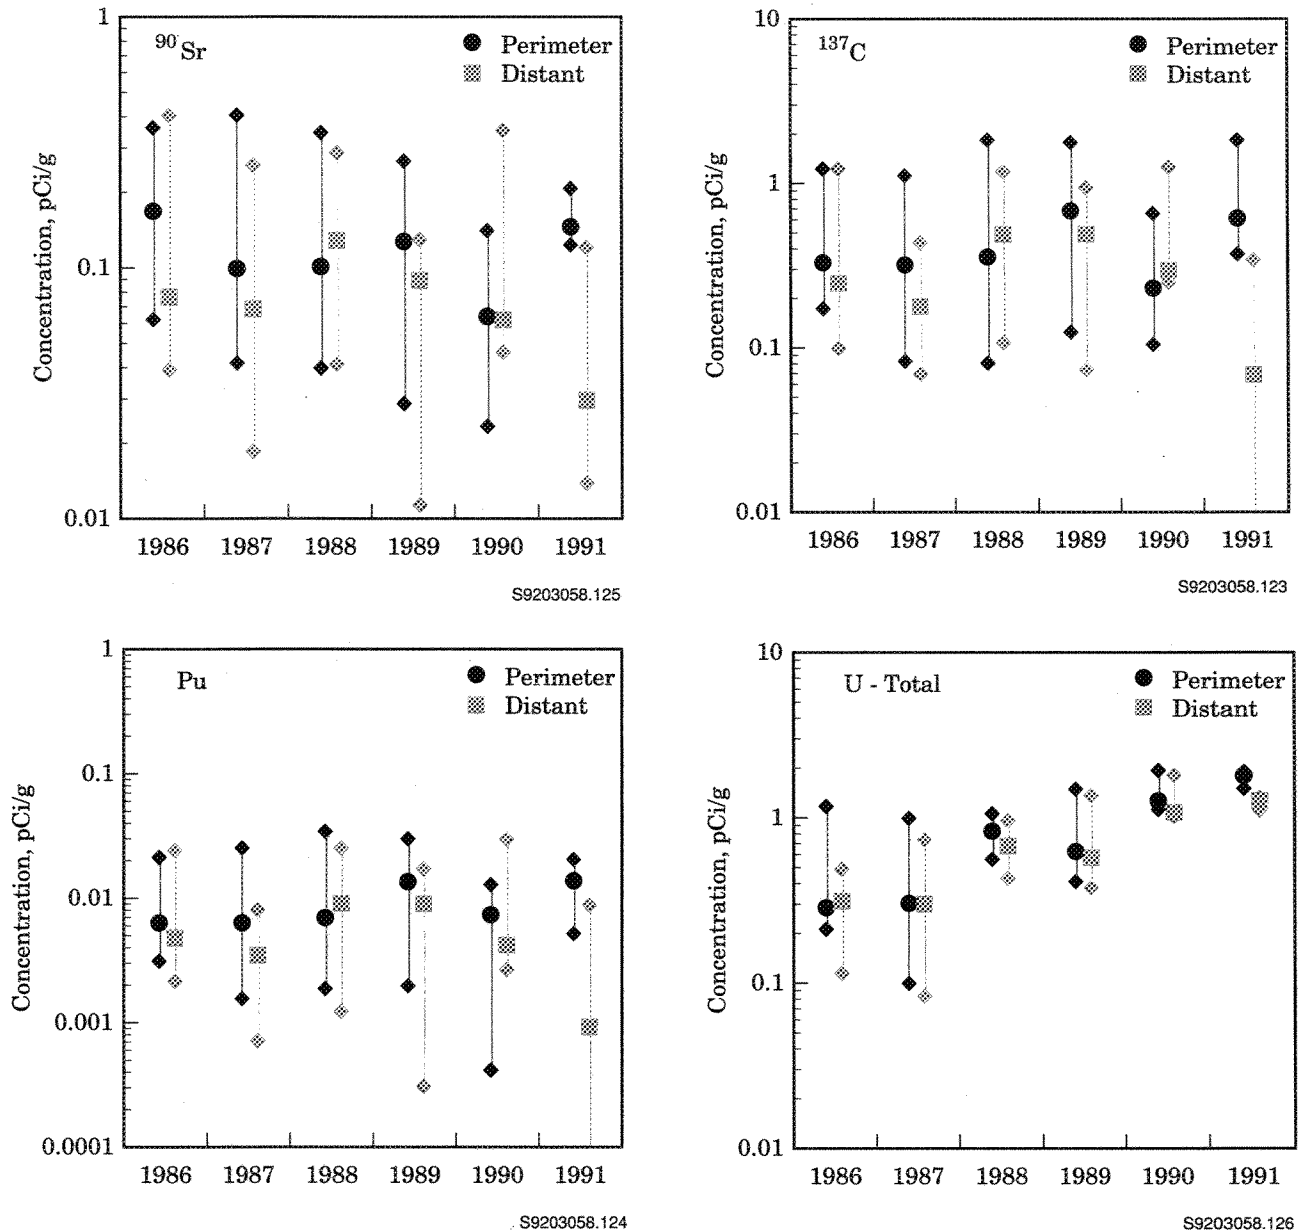 1
90Sr
Perimeter
Distant
0.1
0.01
Concentration, pCi/g
1986 1987 1988 1989 1990 1991
S9203058.125
10
137C
Perimeter
Distant
1
0.1
0.01
Concentration, pCi/g
1986 1987 1988 1989 1990 1991
S9203058.123
1
Pu
Perimeter
Distant
0.1
0.01
0.001
0.0001
Concentration, pCi/g
1986 1987 1988 1989 1990 1991
S9203058.124
10
U - Total
Perimeter
Distant
1
0.1
0.01
Concentration, pCi/g
1986 1987 1988 1989 1990 1991
S9203058.126